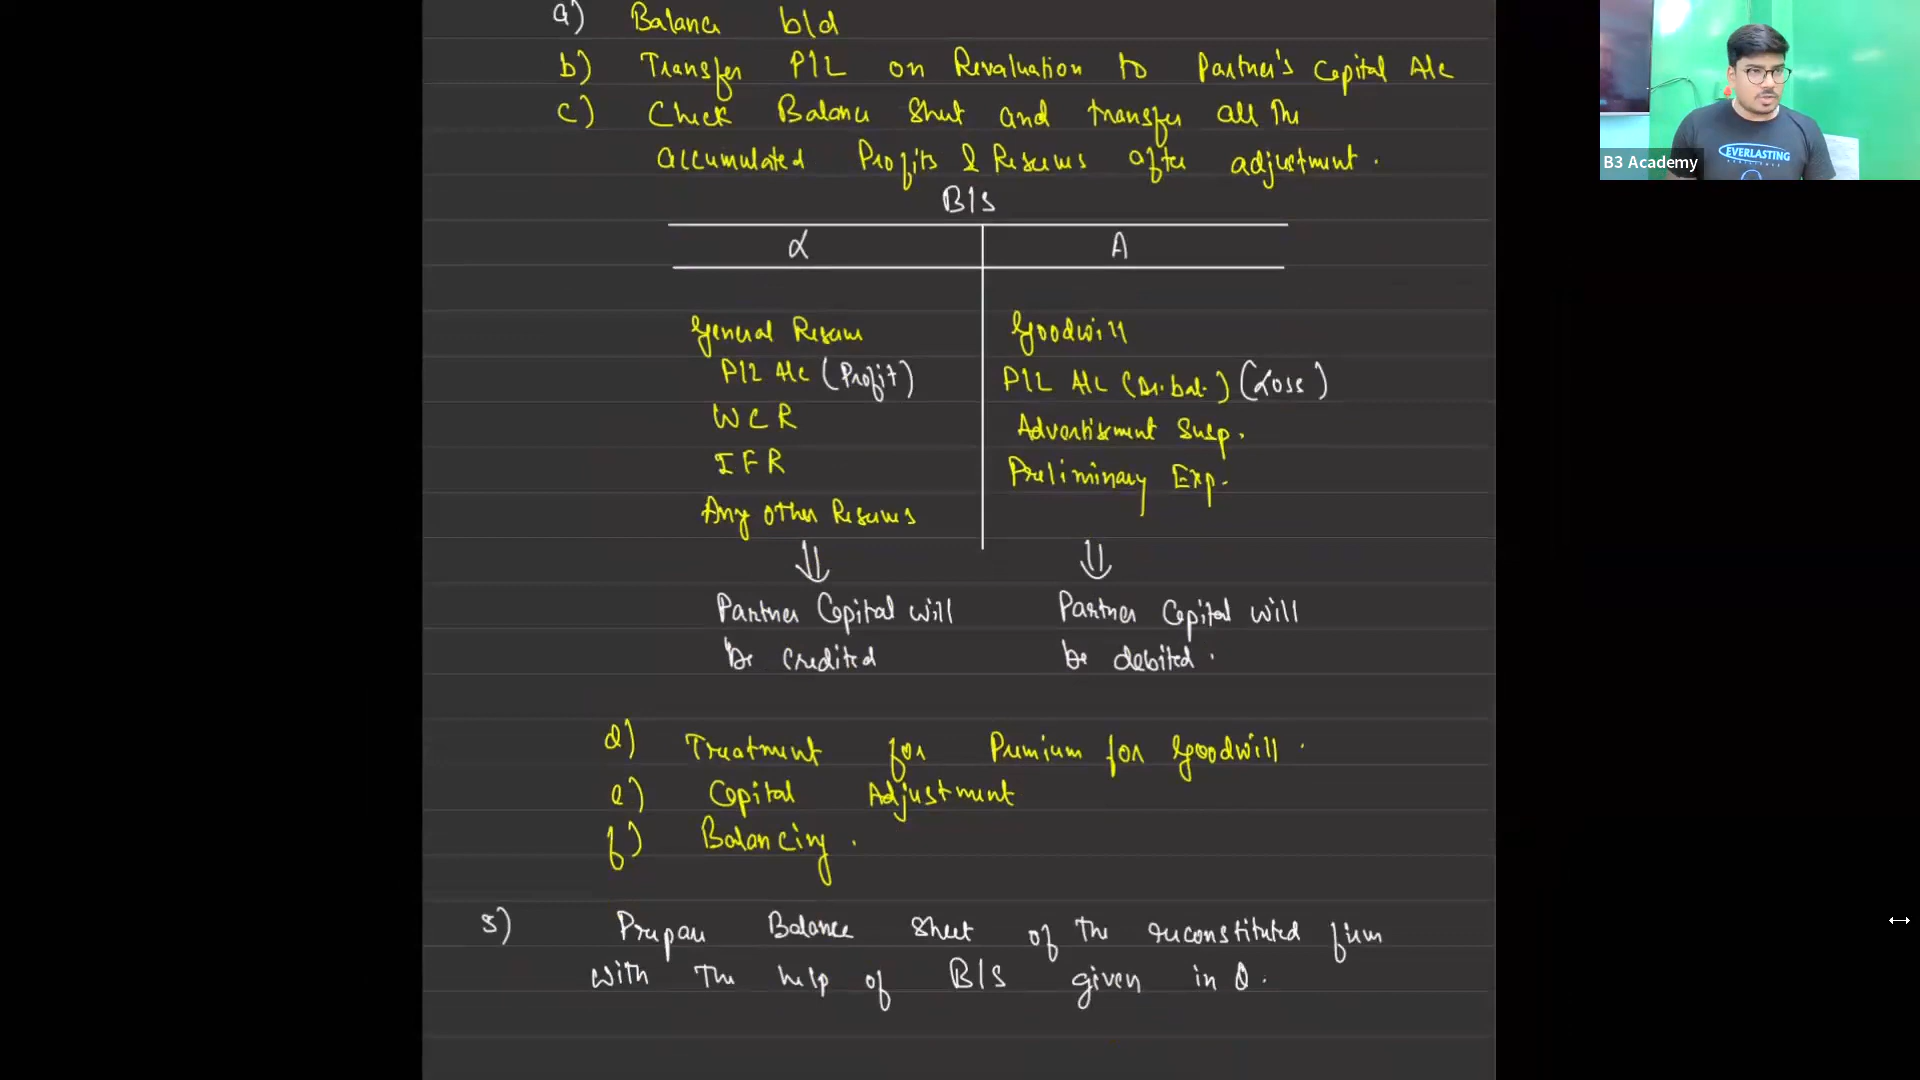 a) Balance b/d
b) Transfer P/L on Revaluation to Partner's Capital A/c
c) Check Balance Sheet and transfer all the
accumulated Profits & Reserves after adjustment.
B/S
L A
General Reserve Goodwill
P/L A/c (Profit) P/L A/c (Dr. bal.) (Loss)
WCR Advertisment Susp.
IFR Preliminary Exp.
Any other Reserves
⇓ ⇓
Partner Capital will Partner Capital will
be credited be debited.
d) Treatment for Premium for Goodwill.
e) Capital Adjustment
f) Balancing.
5) Prepare Balance Sheet of the reconstituted firm
with the help of B/S given in Q.
EVERLASTING
B3 Academy